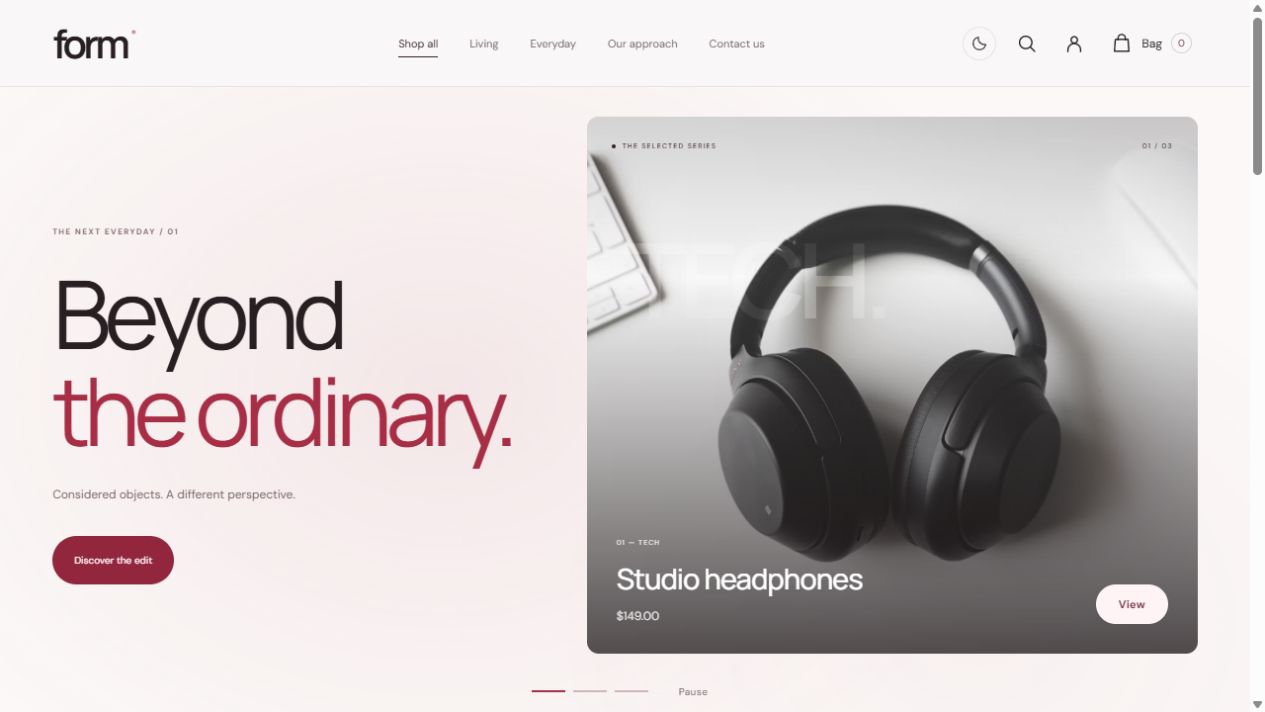 form
Shop all
Living
Everyday
Our approach
Contact us
Bag
0
THE NEXT EVERYDAY / 01
Beyond
the ordinary.
Considered objects. A different perspective.
Discover the edit
THE SELECTED SERIES
01 / 03
TECH.
01 — TECH
Studio headphones
$149.00
View
Pause